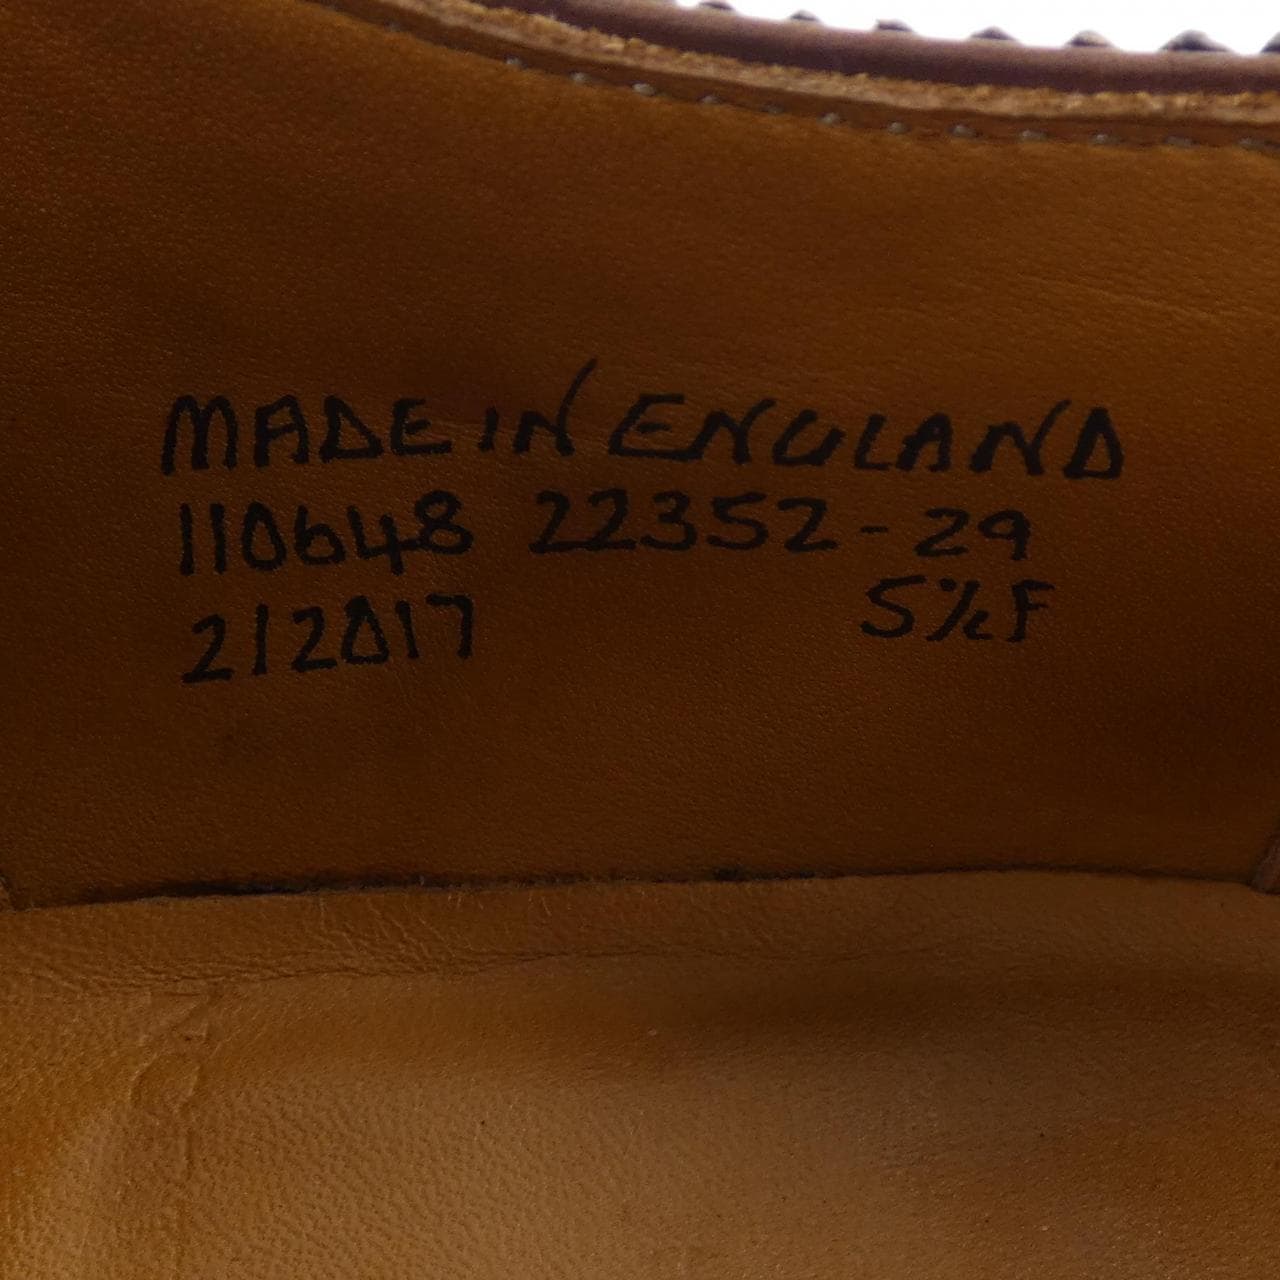 MADE IN ENGLAND
110648 22352-29
212017 5½F